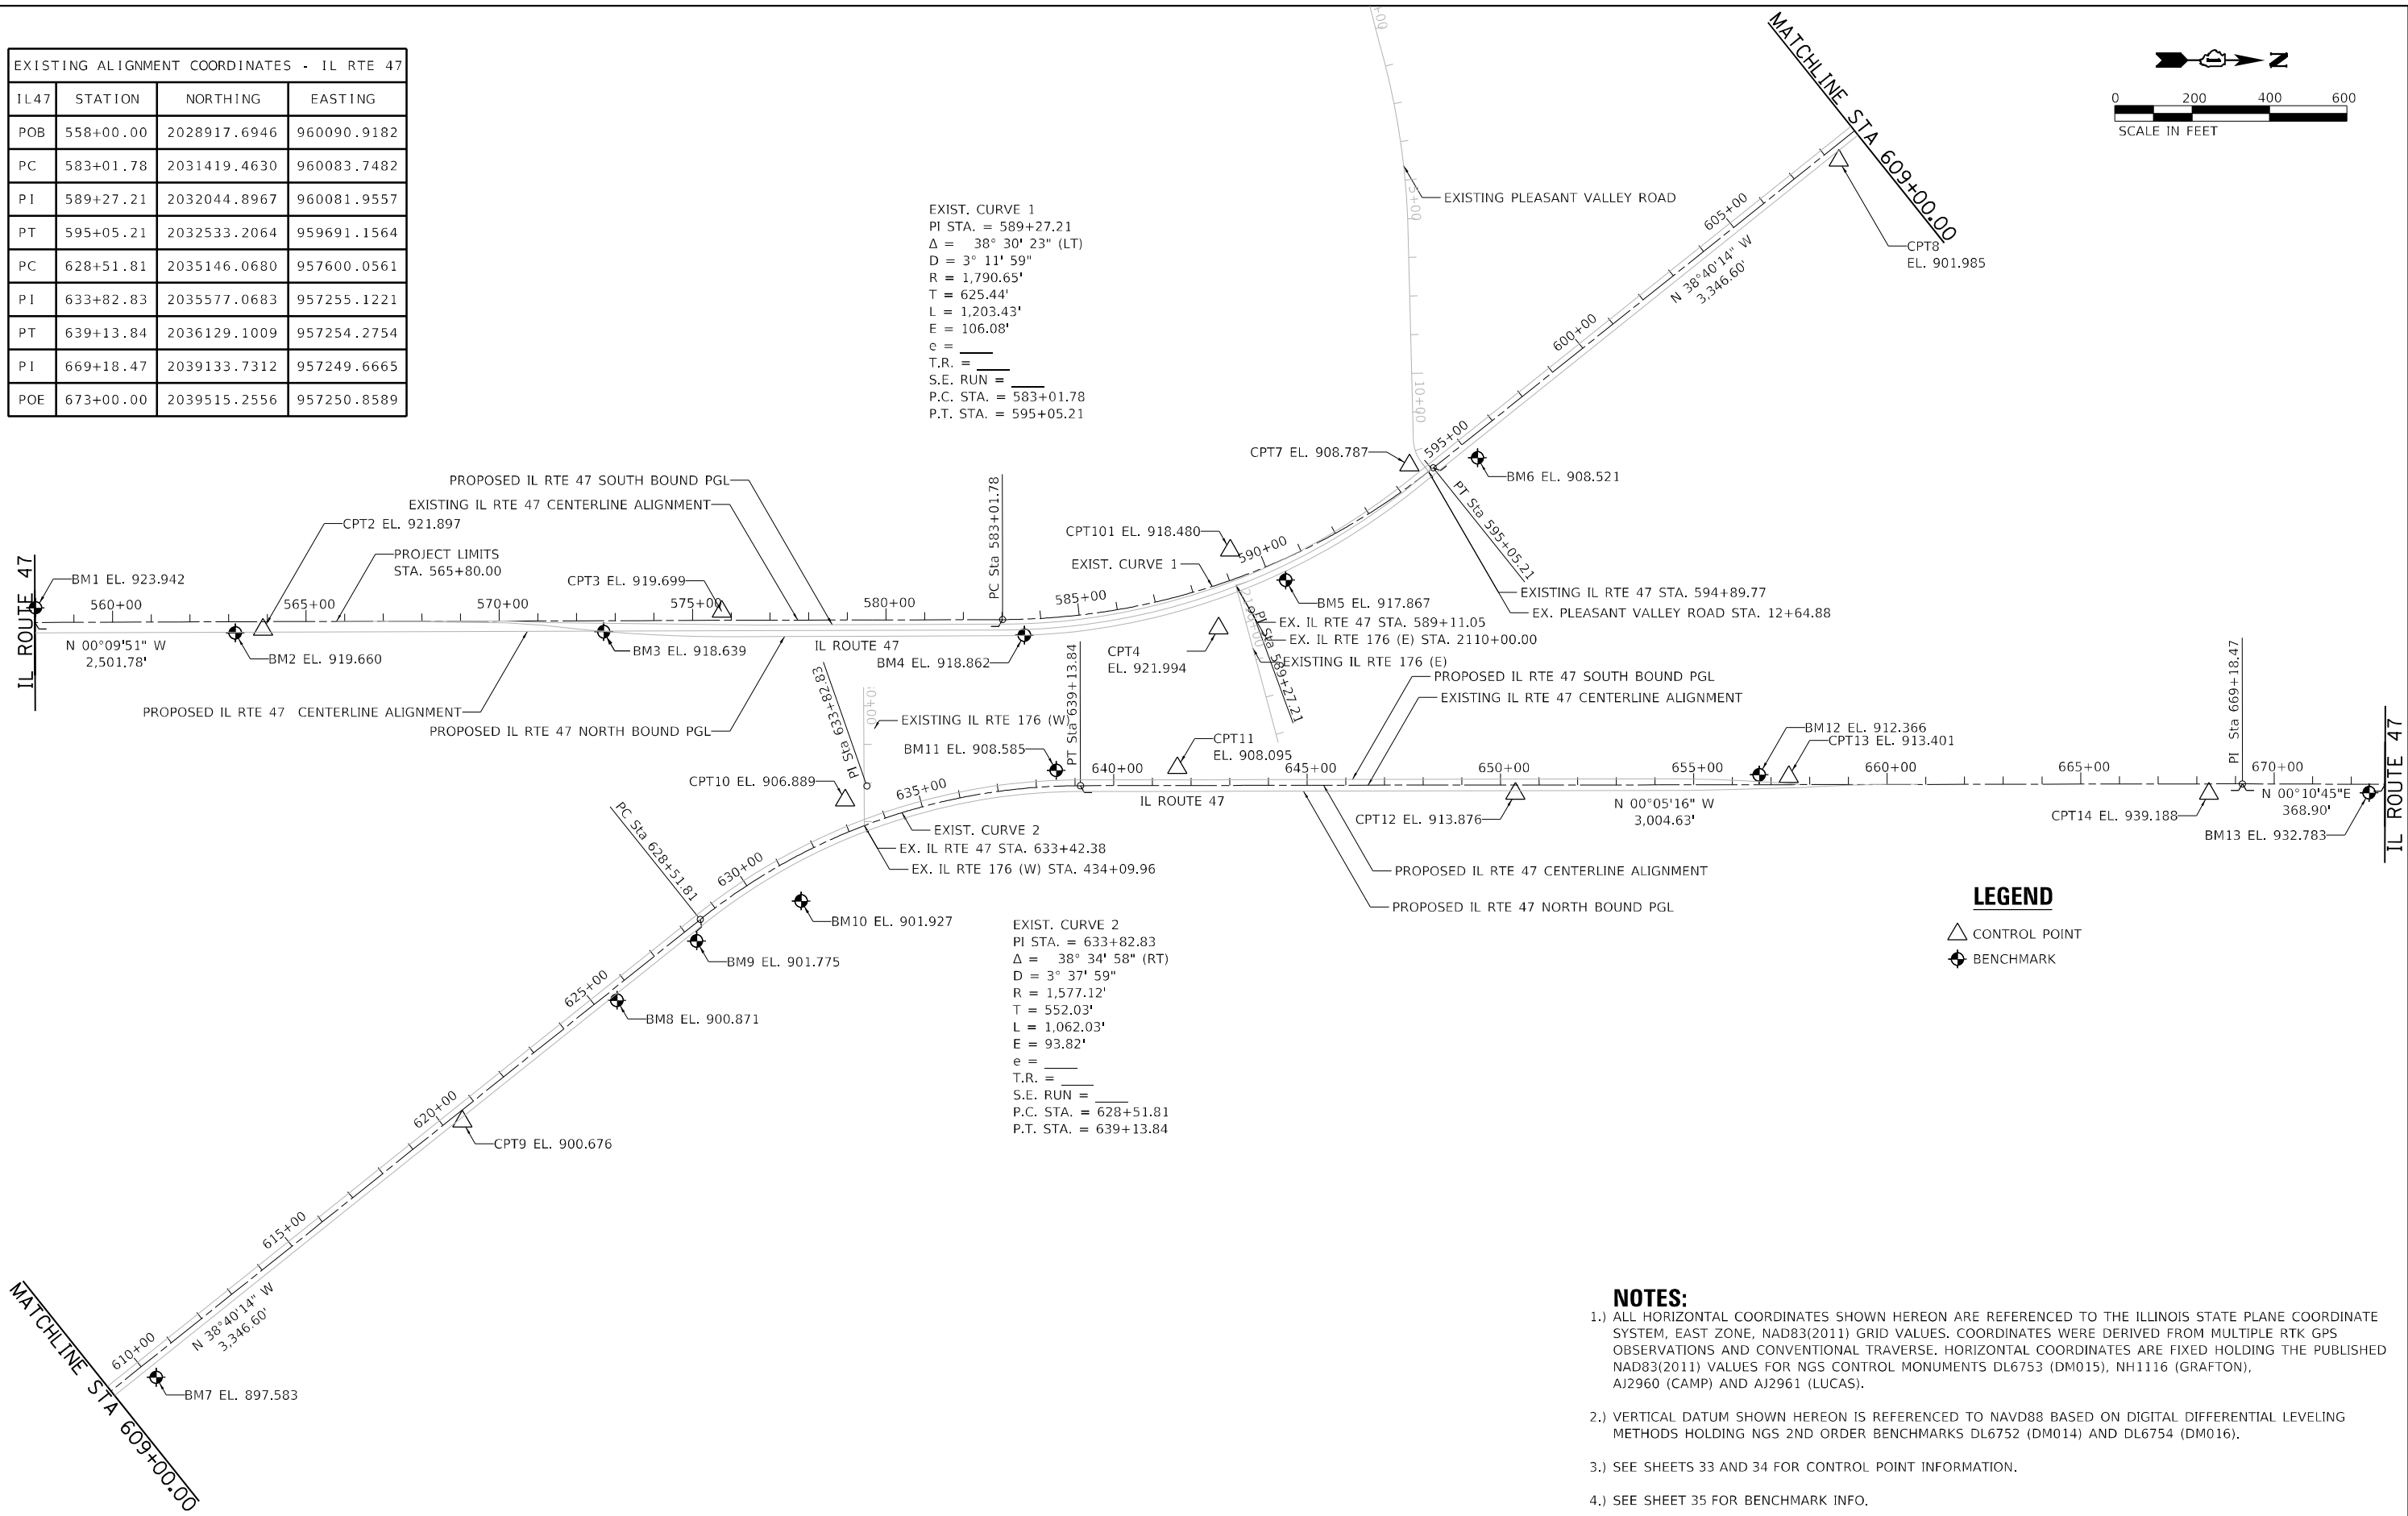 EXISTING ALIGNMENT COORDINATES - IL RTE 47
IL47 STATION NORTHING EASTING
POB 558+00.00 2028917.6946 960090.9182
PC 583+01.78 2031419.4630 960083.7482
PI 589+27.21 2032044.8967 960081.9557
PT 595+05.21 2032533.2064 959691.1564
PC 628+51.81 2035146.0680 957600.0561
PI 633+82.83 2035577.0683 957255.1221
PT 639+13.84 2036129.1009 957254.2754
PI 669+18.47 2039133.7312 957249.6665
POE 673+00.00 2039515.2556 957250.8589
N
0 200 400 600
SCALE IN FEET
MATCHLINE STA 609+00.00
EXIST. CURVE 1
PI STA. = 589+27.21
Δ = 38° 30' 23" (LT)
D = 3° 11' 59"
R = 1,790.65'
T = 625.44'
L = 1,203.43'
E = 106.08'
e = ____
T.R. = ____
S.E. RUN = ____
P.C. STA. = 583+01.78
P.T. STA. = 595+05.21
+00
5+00
10+00
EXISTING PLEASANT VALLEY ROAD
605+00
N 38°40'14" W
3,346.60'
CPT8
EL. 901.985
600+00
595+00
CPT7 EL. 908.787
BM6 EL. 908.521
PT Sta 595+05.21
PROPOSED IL RTE 47 SOUTH BOUND PGL
EXISTING IL RTE 47 CENTERLINE ALIGNMENT
CPT2 EL. 921.897
PROJECT LIMITS
STA. 565+80.00
IL ROUTE 47
BM1 EL. 923.942
560+00
565+00
570+00
CPT3 EL. 919.699
575+00
580+00
PC Sta 583+01.78
585+00
CPT101 EL. 918.480
590+00
EXIST. CURVE 1
BM5 EL. 917.867
EXISTING IL RTE 47 STA. 594+89.77
EX. PLEASANT VALLEY ROAD STA. 12+64.88
EX. IL RTE 47 STA. 589+11.05
EX. IL RTE 176 (E) STA. 2110+00.00
EXISTING IL RTE 176 (E)
PI Sta 589+27.21
N 00°09'51" W
2,501.78'
BM2 EL. 919.660
BM3 EL. 918.639
IL ROUTE 47
BM4 EL. 918.862
CPT4
EL. 921.994
PROPOSED IL RTE 47 CENTERLINE ALIGNMENT
PROPOSED IL RTE 47 NORTH BOUND PGL
PI Sta 633+82.83
EXISTING IL RTE 176 (W)
PT Sta 639+13.84
PROPOSED IL RTE 47 SOUTH BOUND PGL
EXISTING IL RTE 47 CENTERLINE ALIGNMENT
BM11 EL. 908.585
CPT11
EL. 908.095
CPT10 EL. 906.889
635+00
640+00
645+00
650+00
655+00
BM12 EL. 912.366
CPT13 EL. 913.401
660+00
665+00
PI Sta 669+18.47
670+00
IL ROUTE 47
IL ROUTE 47
N 00°05'16" W
3,004.63'
CPT12 EL. 913.876
CPT14 EL. 939.188
N 00°10'45"E
368.90'
BM13 EL. 932.783
EXIST. CURVE 2
EX. IL RTE 47 STA. 633+42.38
EX. IL RTE 176 (W) STA. 434+09.96
PROPOSED IL RTE 47 CENTERLINE ALIGNMENT
PROPOSED IL RTE 47 NORTH BOUND PGL
PC Sta 628+51.81
630+00
BM10 EL. 901.927
BM9 EL. 901.775
625+00
BM8 EL. 900.871
EXIST. CURVE 2
PI STA. = 633+82.83
Δ = 38° 34' 58" (RT)
D = 3° 37' 59"
R = 1,577.12'
T = 552.03'
L = 1,062.03'
E = 93.82'
e = ____
T.R. = ____
S.E. RUN = ____
P.C. STA. = 628+51.81
P.T. STA. = 639+13.84
LEGEND
CONTROL POINT
BENCHMARK
620+00
CPT9 EL. 900.676
615+00
N 38°40'14" W
3,346.60'
610+00
BM7 EL. 897.583
MATCHLINE STA 609+00.00
NOTES:
1.) ALL HORIZONTAL COORDINATES SHOWN HEREON ARE REFERENCED TO THE ILLINOIS STATE PLANE COORDINATE
SYSTEM, EAST ZONE, NAD83(2011) GRID VALUES. COORDINATES WERE DERIVED FROM MULTIPLE RTK GPS
OBSERVATIONS AND CONVENTIONAL TRAVERSE. HORIZONTAL COORDINATES ARE FIXED HOLDING THE PUBLISHED
NAD83(2011) VALUES FOR NGS CONTROL MONUMENTS DL6753 (DM015), NH1116 (GRAFTON),
AJ2960 (CAMP) AND AJ2961 (LUCAS).
2.) VERTICAL DATUM SHOWN HEREON IS REFERENCED TO NAVD88 BASED ON DIGITAL DIFFERENTIAL LEVELING
METHODS HOLDING NGS 2ND ORDER BENCHMARKS DL6752 (DM014) AND DL6754 (DM016).
3.) SEE SHEETS 33 AND 34 FOR CONTROL POINT INFORMATION.
4.) SEE SHEET 35 FOR BENCHMARK INFO.